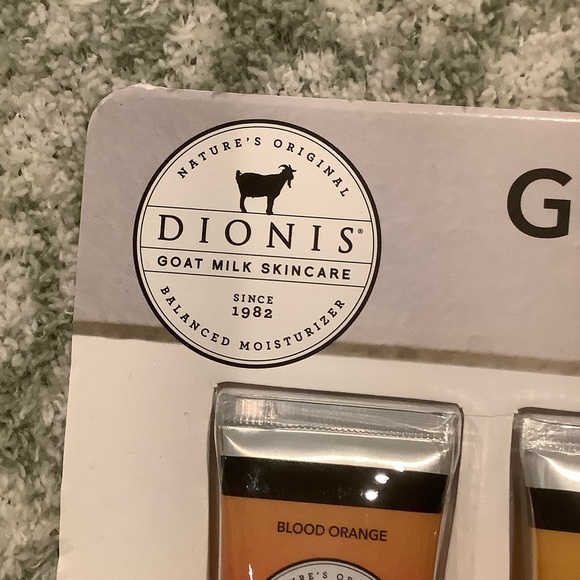 NATURE'S ORIGINAL
DIONIS®
GOAT MILK SKINCARE
SINCE
1982
BALANCED MOISTURIZER
G
BLOOD ORANGE